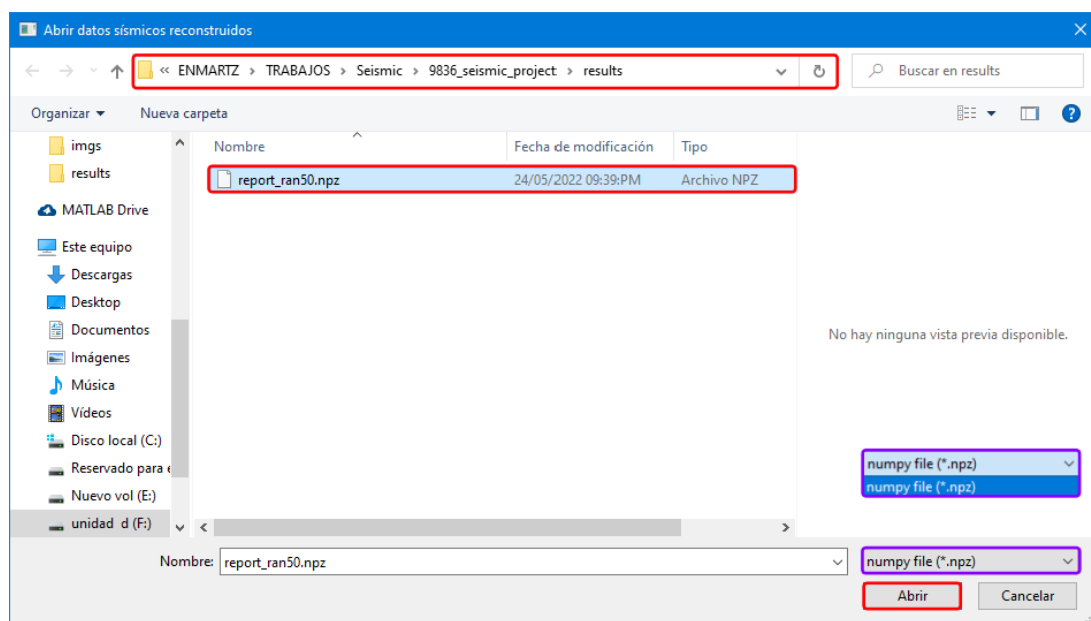 Abrir datos sísmicos reconstruidos
« ENMARTZ > TRABAJOS > Seismic > 9836_seismic_project > results
Buscar en results
Organizar
Nueva carpeta
imgs
results
MATLAB Drive
Este equipo
Descargas
Desktop
Documentos
Imágenes
Música
Vídeos
Disco local (C:)
Reservado para
Nuevo vol (E:)
unidad d (F:)
Nombre Fecha de modificación Tipo
report_ran50.npz 24/05/2022 09:39:PM Archivo NPZ
No hay ninguna vista previa disponible.
numpy file (*.npz)
numpy file (*.npz)
Nombre: report_ran50.npz
numpy file (*.npz)
Abrir Cancelar